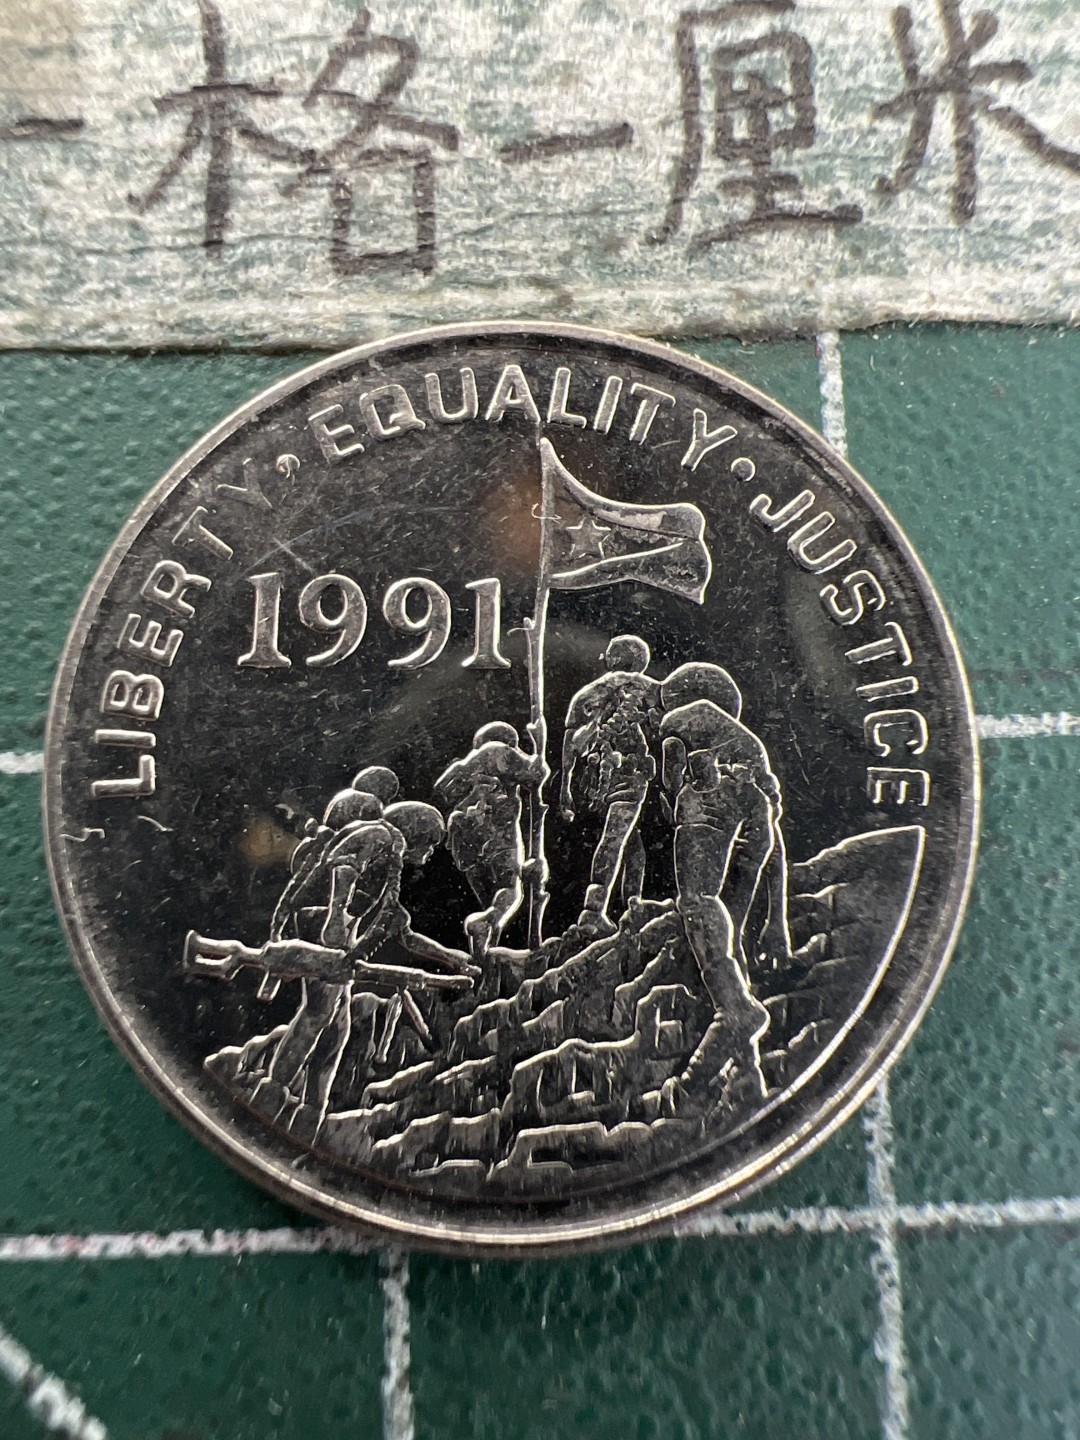 一格一厘米
LIBERTY · EQUALITY · JUSTICE
1991